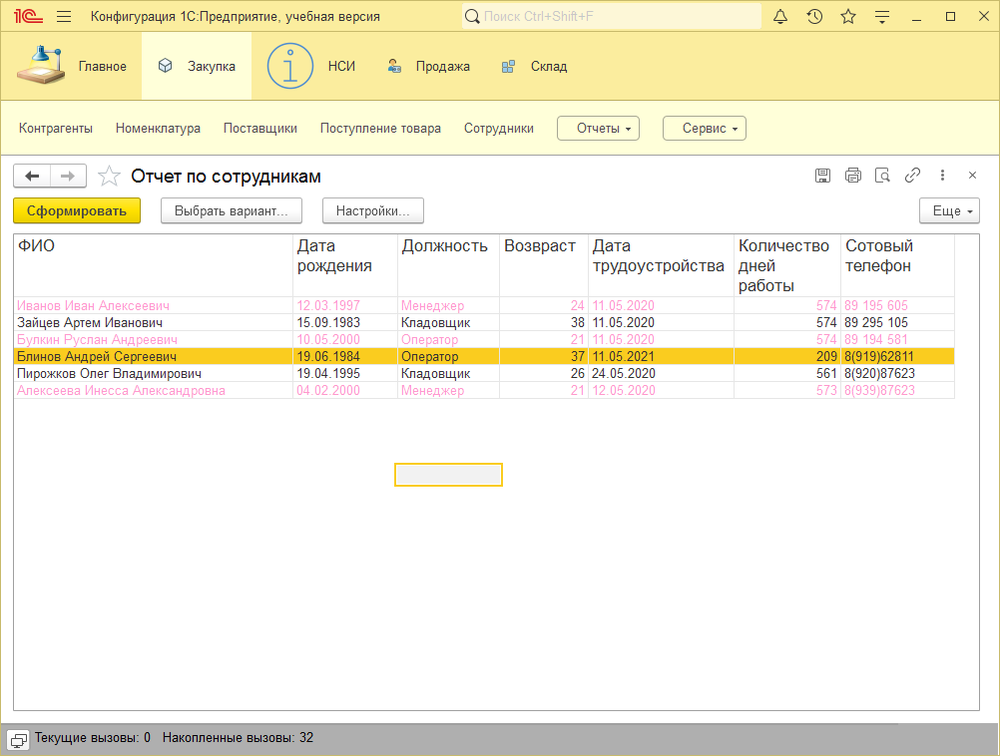 1С Конфигурация 1С:Предприятие, учебная версия Поиск Ctrl+Shift+F
Главное Закупка НСИ Продажа Склад
Контрагенты Номенклатура Поставщики Поступление товара Сотрудники Отчеты Сервис
Отчет по сотрудникам
Сформировать Выбрать вариант... Настройки... Еще
ФИО Дата рождения Должность Возвраст Дата трудоустройства Количество дней работы Сотовый телефон
Иванов Иван Алексеевич 12.03.1997 Менеджер 24 11.05.2020 574 89 195 605
Зайцев Артем Иванович 15.09.1983 Кладовщик 38 11.05.2020 574 89 295 105
Булкин Руслан Андреевич 10.05.2000 Оператор 21 11.05.2020 574 89 194 581
Блинов Андрей Сергеевич 19.06.1984 Оператор 37 11.05.2021 209 8(919)62811
Пирожков Олег Владимирович 19.04.1995 Кладовщик 26 24.05.2020 561 8(920)87623
Алексеева Инесса Александровна 04.02.2000 Менеджер 21 12.05.2020 573 8(939)87623
Текущие вызовы: 0 Накопленные вызовы: 32